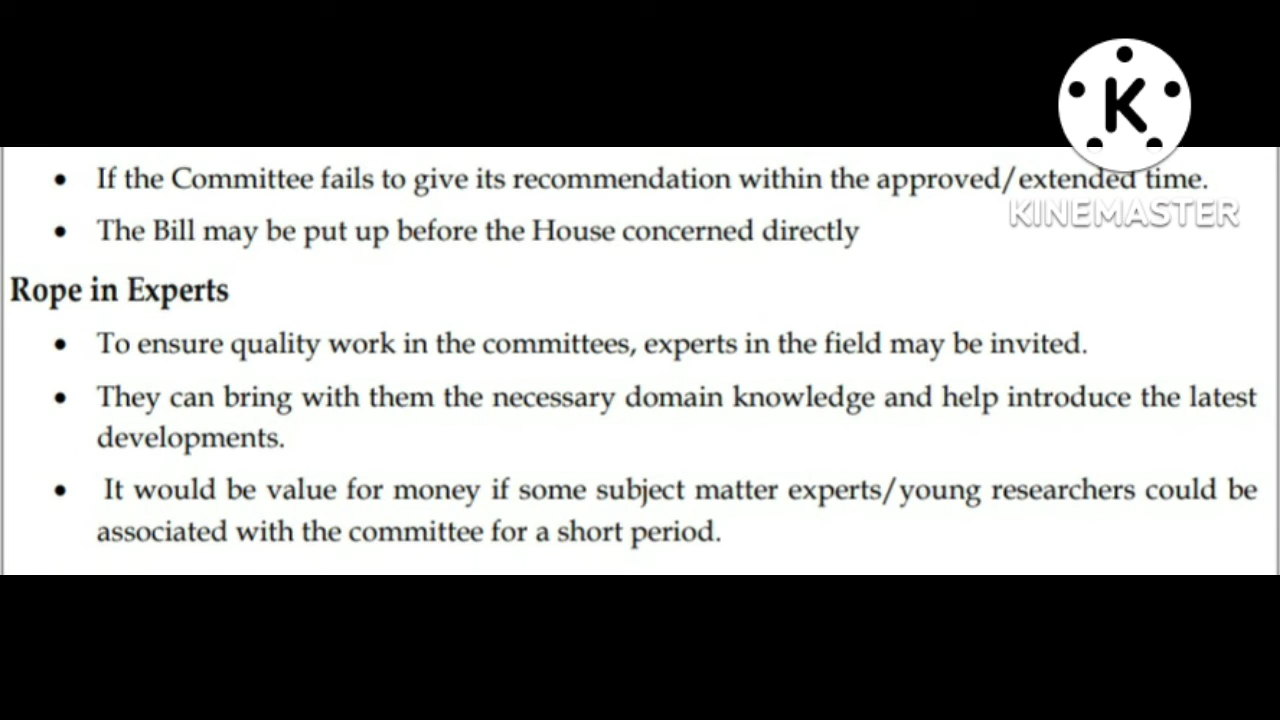 • If the Committee fails to give its recommendation within the approved/extended time.
KINEMASTER
• The Bill may be put up before the House concerned directly
Rope in Experts
• To ensure quality work in the committees, experts in the field may be invited.
• They can bring with them the necessary domain knowledge and help introduce the latest
developments.
• It would be value for money if some subject matter experts/young researchers could be
associated with the committee for a short period.